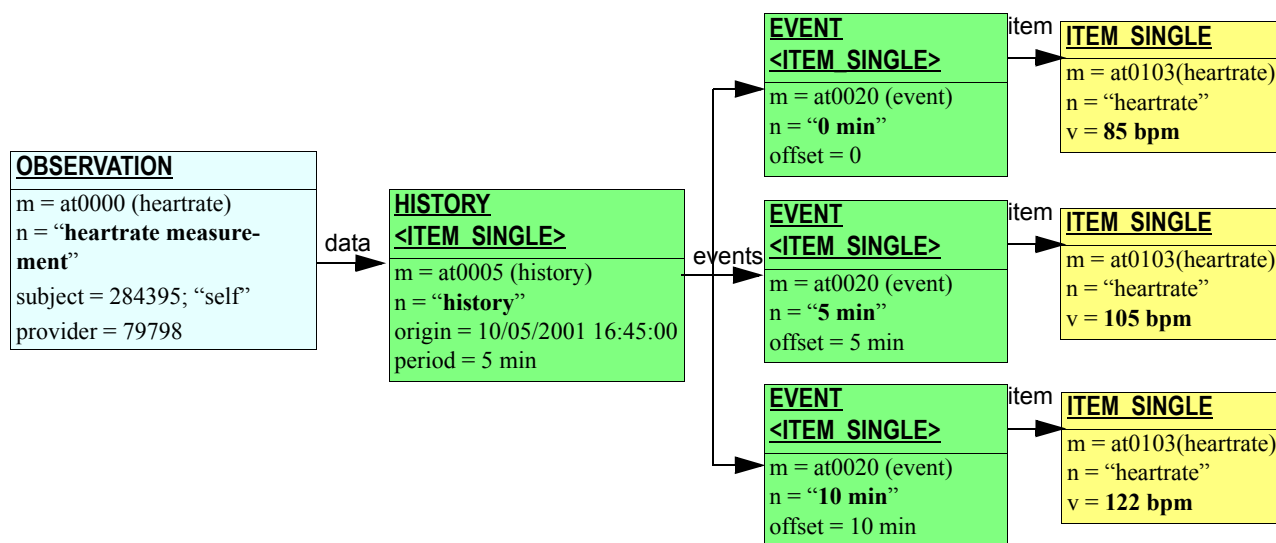 OBSERVATION
m = at0000 (heartrate)
n = “heartrate measure-
ment”
subject = 284395; “self”
provider = 79798
data
HISTORY
<ITEM_SINGLE>
m = at0005 (history)
n = “history”
origin = 10/05/2001 16:45:00
period = 5 min
events
EVENT
<ITEM_SINGLE>
m = at0020 (event)
n = “0 min”
offset = 0
item
ITEM_SINGLE
m = at0103(heartrate)
n = “heartrate”
v = 85 bpm
EVENT
<ITEM_SINGLE>
m = at0020 (event)
n = “5 min”
offset = 5 min
item
ITEM_SINGLE
m = at0103(heartrate)
n = “heartrate”
v = 105 bpm
EVENT
<ITEM_SINGLE>
m = at0020 (event)
n = “10 min”
offset = 10 min
item
ITEM_SINGLE
m = at0103(heartrate)
n = “heartrate”
v = 122 bpm